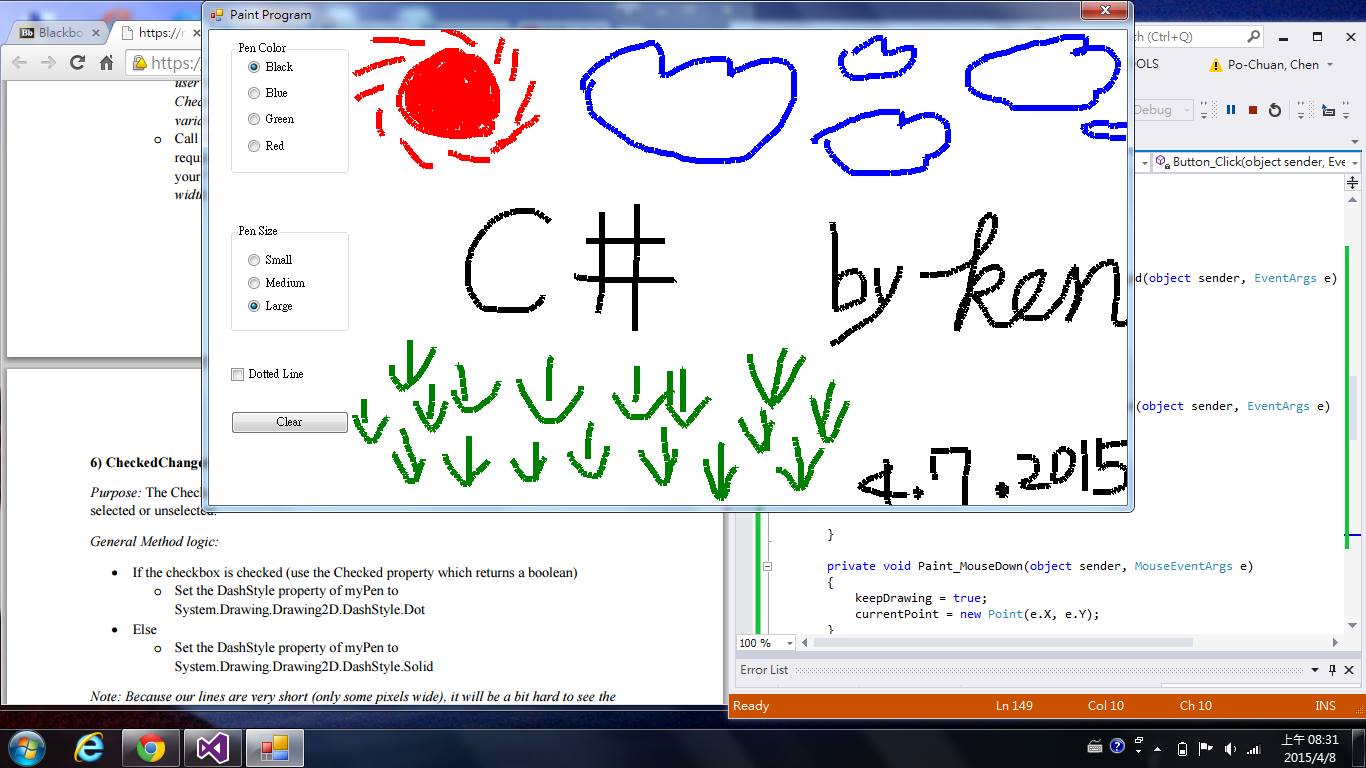 Paint Program
Blackbo
https://
https://
ch (Ctrl+Q)
OLS
Po-Chuan, Chen
Debug
Button_Click(object sender, Eve
Pen Color
Black
Blue
Green
Red
Pen Size
Small
Medium
Large
Dotted Line
Clear
C# by-ken
4.7.2015
user
Chec
varia
o Call
requ
your
width
6) CheckedChange
Purpose: The Check
selected or unselected.
General Method logic:
• If the checkbox is checked (use the Checked property which returns a boolean)
o Set the DashStyle property of myPen to
System.Drawing.Drawing2D.DashStyle.Dot
• Else
o Set the DashStyle property of myPen to
System.Drawing.Drawing2D.DashStyle.Solid
Note: Because our lines are very short (only some pixels wide), it will be a bit hard to see the
d(object sender, EventArgs e)
(object sender, EventArgs e)
}
private void Paint_MouseDown(object sender, MouseEventArgs e)
{
keepDrawing = true;
currentPoint = new Point(e.X, e.Y);
}
100 %
Error List
Ready Ln 149 Col 10 Ch 10 INS
上午 08:31
2015/4/8